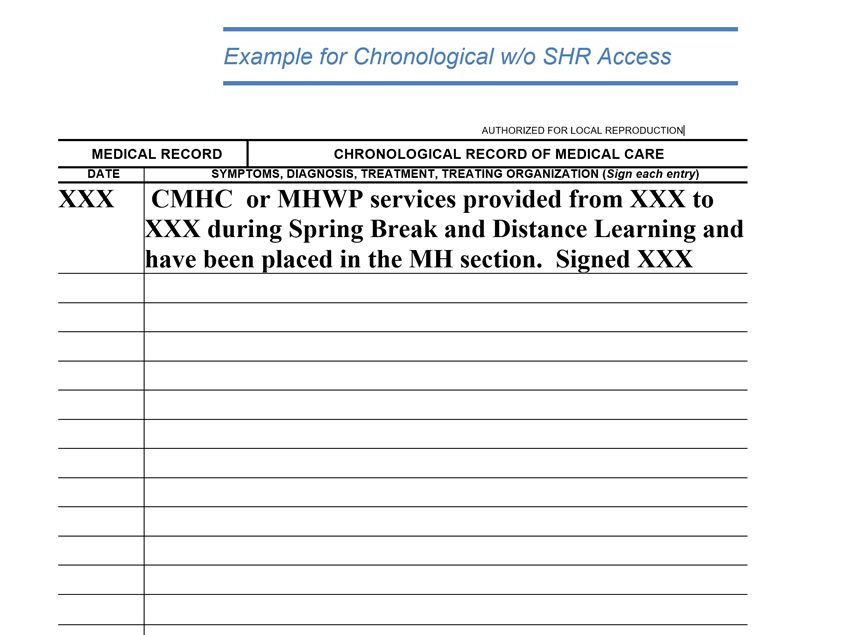 Example for Chronological w/o SHR Access
AUTHORIZED FOR LOCAL REPRODUCTION
MEDICAL RECORD
CHRONOLOGICAL RECORD OF MEDICAL CARE
DATE
SYMPTOMS, DIAGNOSIS, TREATMENT, TREATING ORGANIZATION (Sign each entry)
XXX
CMHC or MHWP services provided from XXX to
XXX during Spring Break and Distance Learning and
have been placed in the MH section. Signed XXX